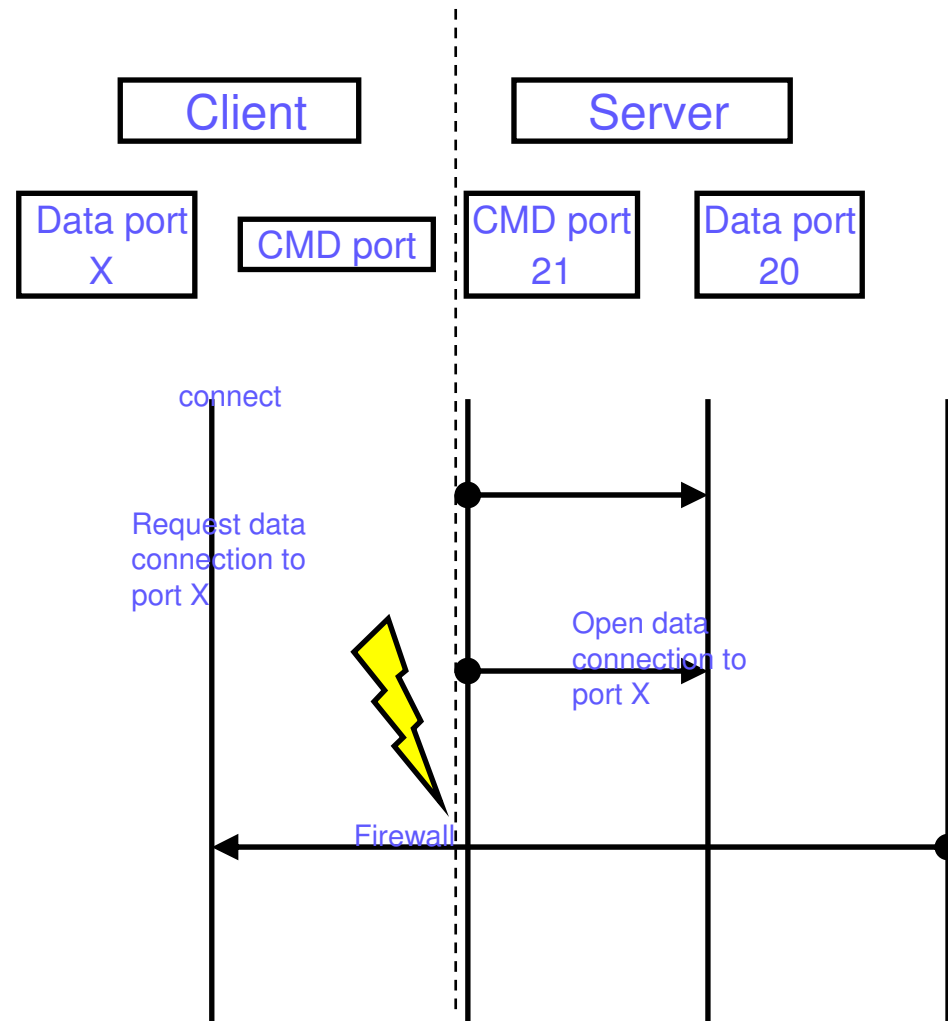 Client
Server
Data port
X
CMD port
CMD port
21
Data port
20
connect
Request data
connection to
port X
Open data
connection to
port X
Firewall